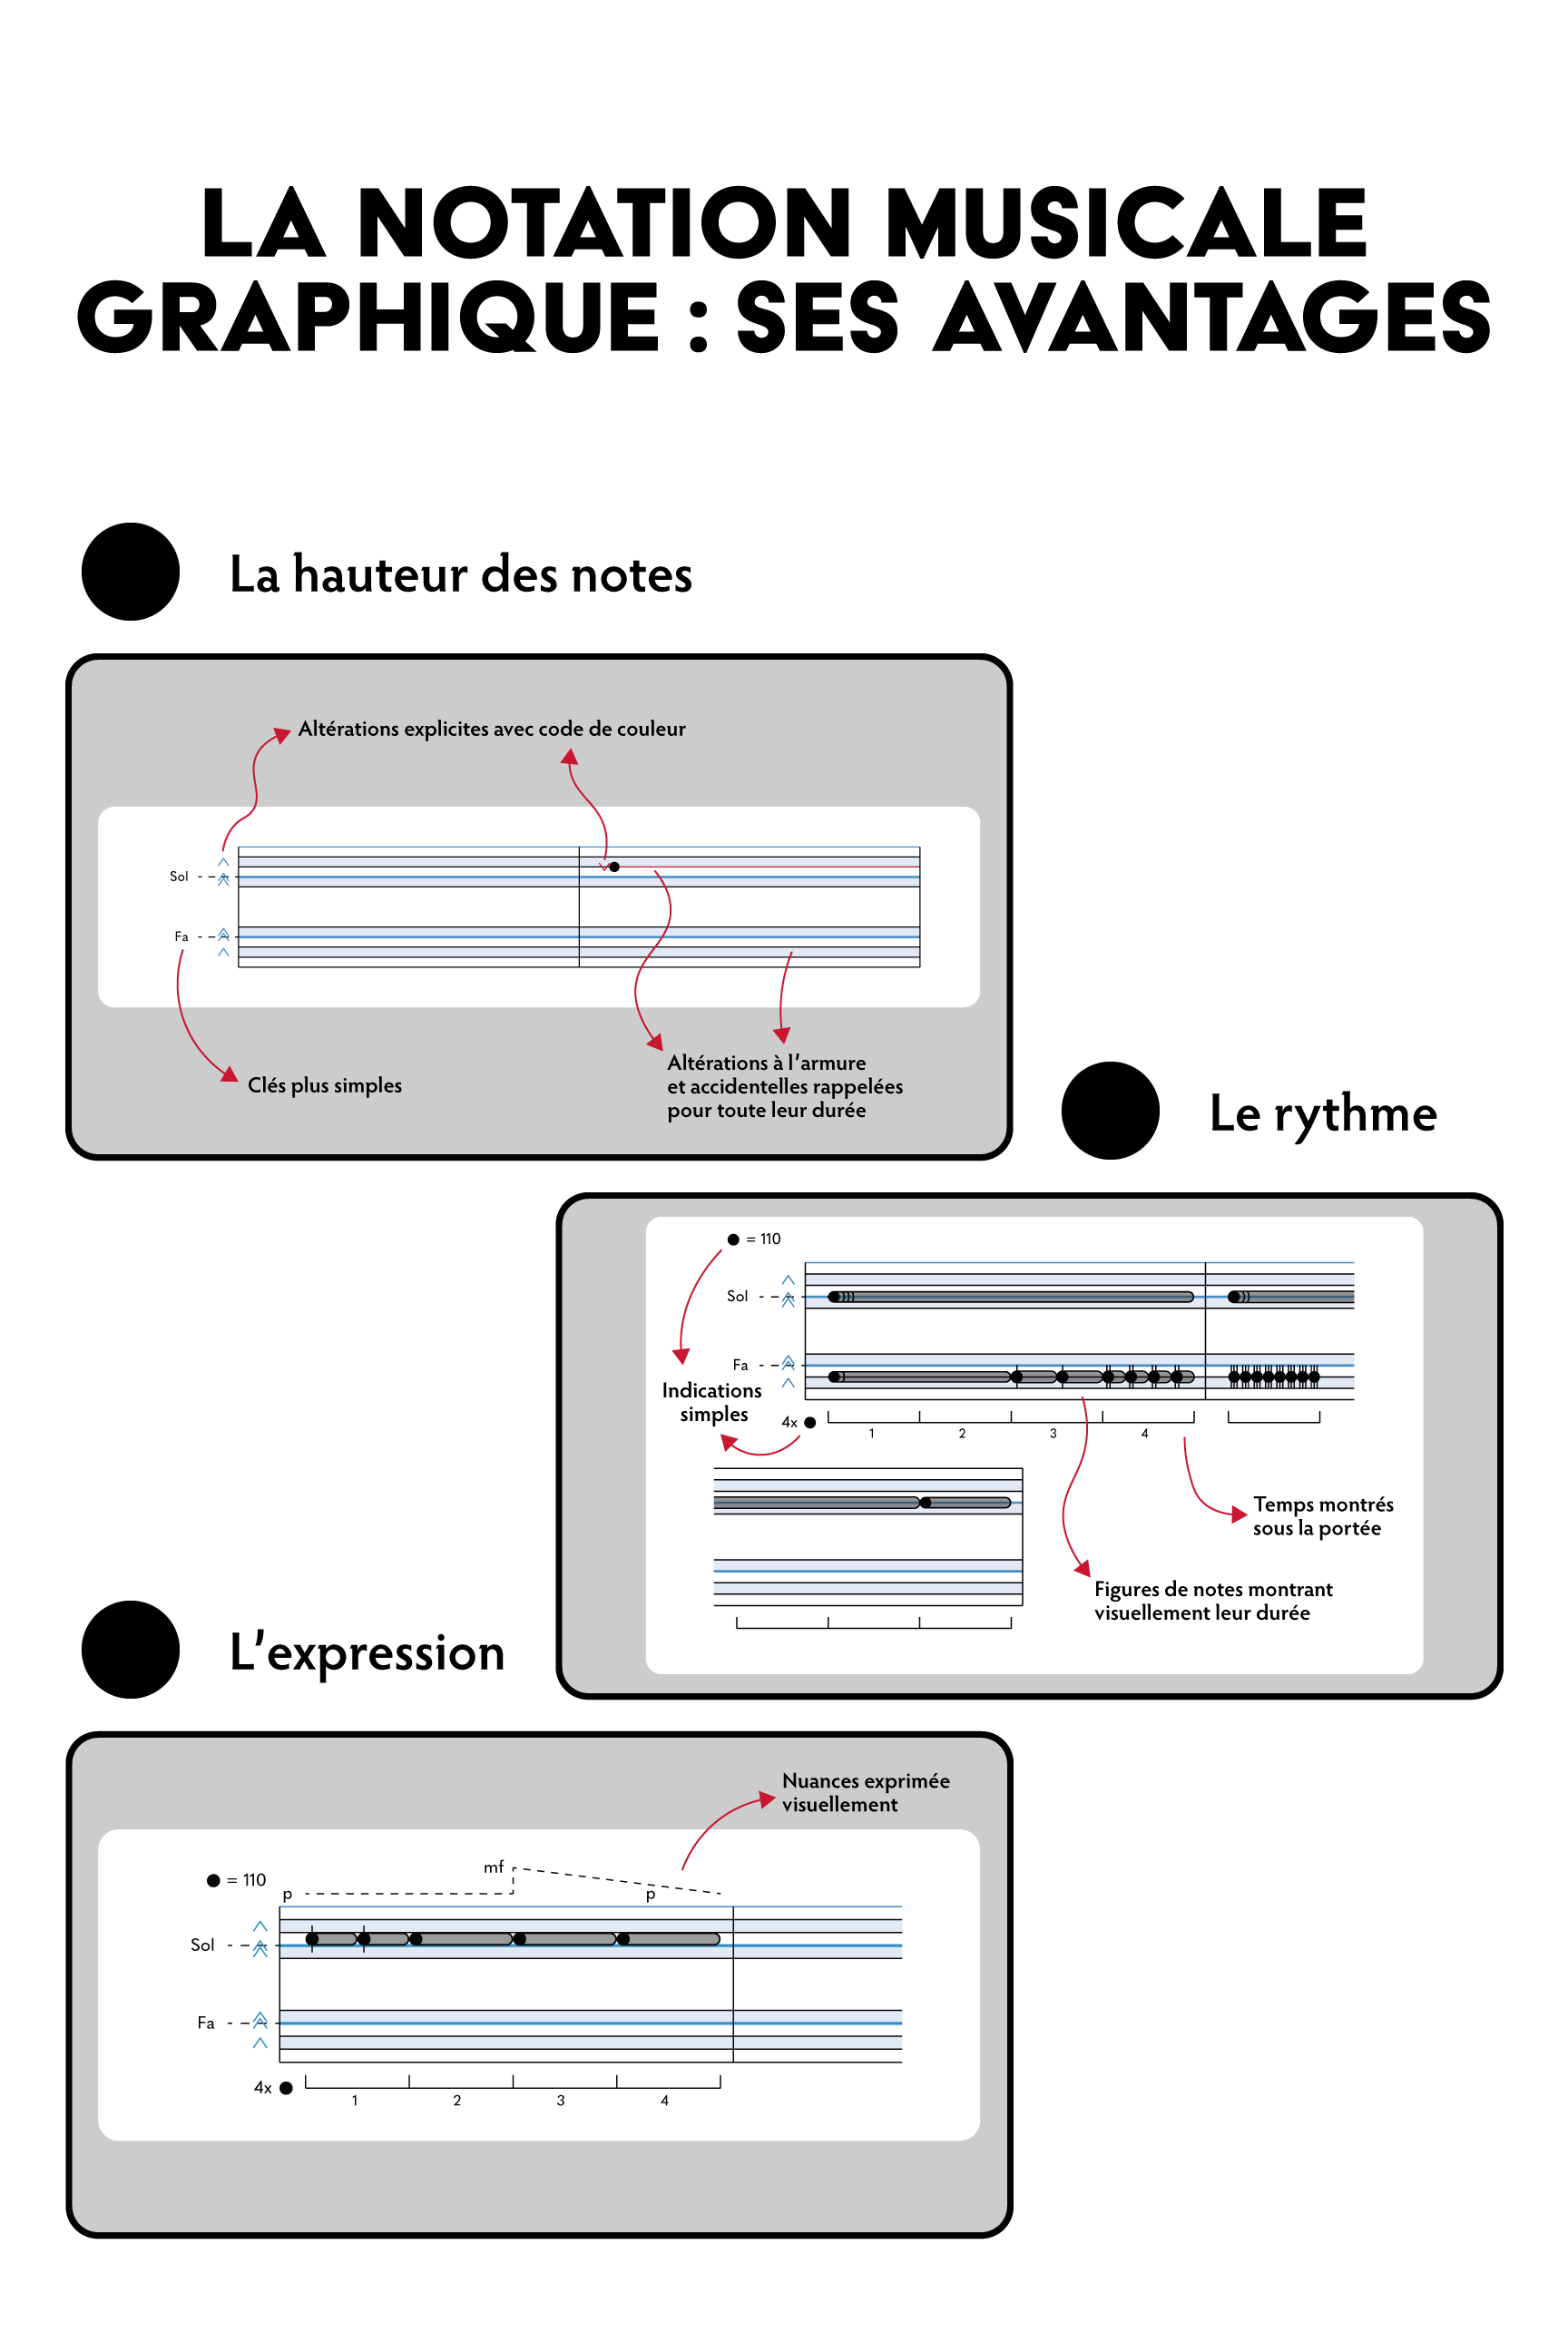 LA NOTATION MUSICALE
GRAPHIQUE : SES AVANTAGES
La hauteur des notes
Altérations explicites avec code de couleur
Sol
Fa
Clés plus simples
Altérations à l'armure
et accidentelles rappelées
pour toute leur durée
Le rythme
= 110
Sol
Fa
Indications
simples
4x
1 2 3 4
Temps montrés
sous la portée
Figures de notes montrant
visuellement leur durée
L'expression
Nuances exprimée
visuellement
mf
= 110
p p
Sol
Fa
4x
1 2 3 4